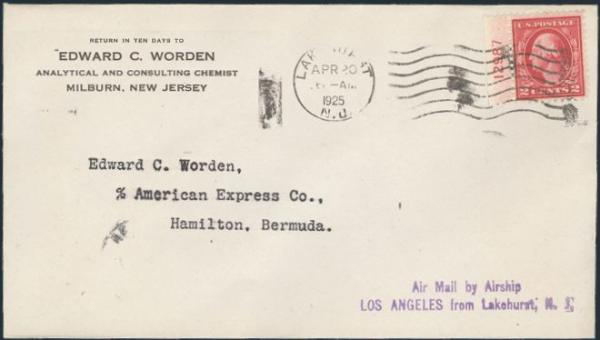 RETURN IN TEN DAYS TO
EDWARD C. WORDEN
ANALYTICAL AND CONSULTING CHEMIST
MILBURN, NEW JERSEY
APR 20
1925
N.J.
12987
U.S. POSTAGE
2 CENTS 2
Edward C. Worden,
% American Express Co.,
Hamilton, Bermuda.
Air Mail by Airship
LOS ANGELES from Lakehurst, N. J.